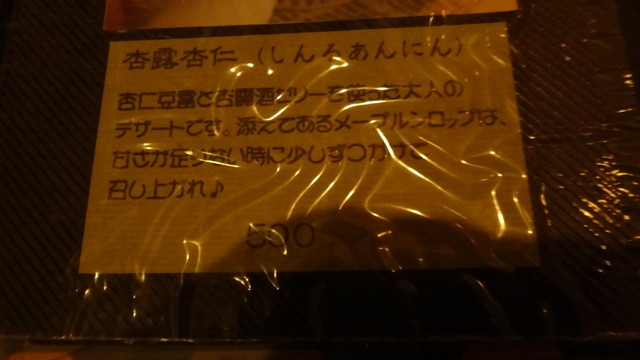 杏露杏仁 (しんるあんにん)
杏仁豆富と杏露酒ゼリーを使った大人の
デザートです。添えてあるメープルシロップは、
甘さが足りない時に少しずつかけて
召し上がれ♪
500